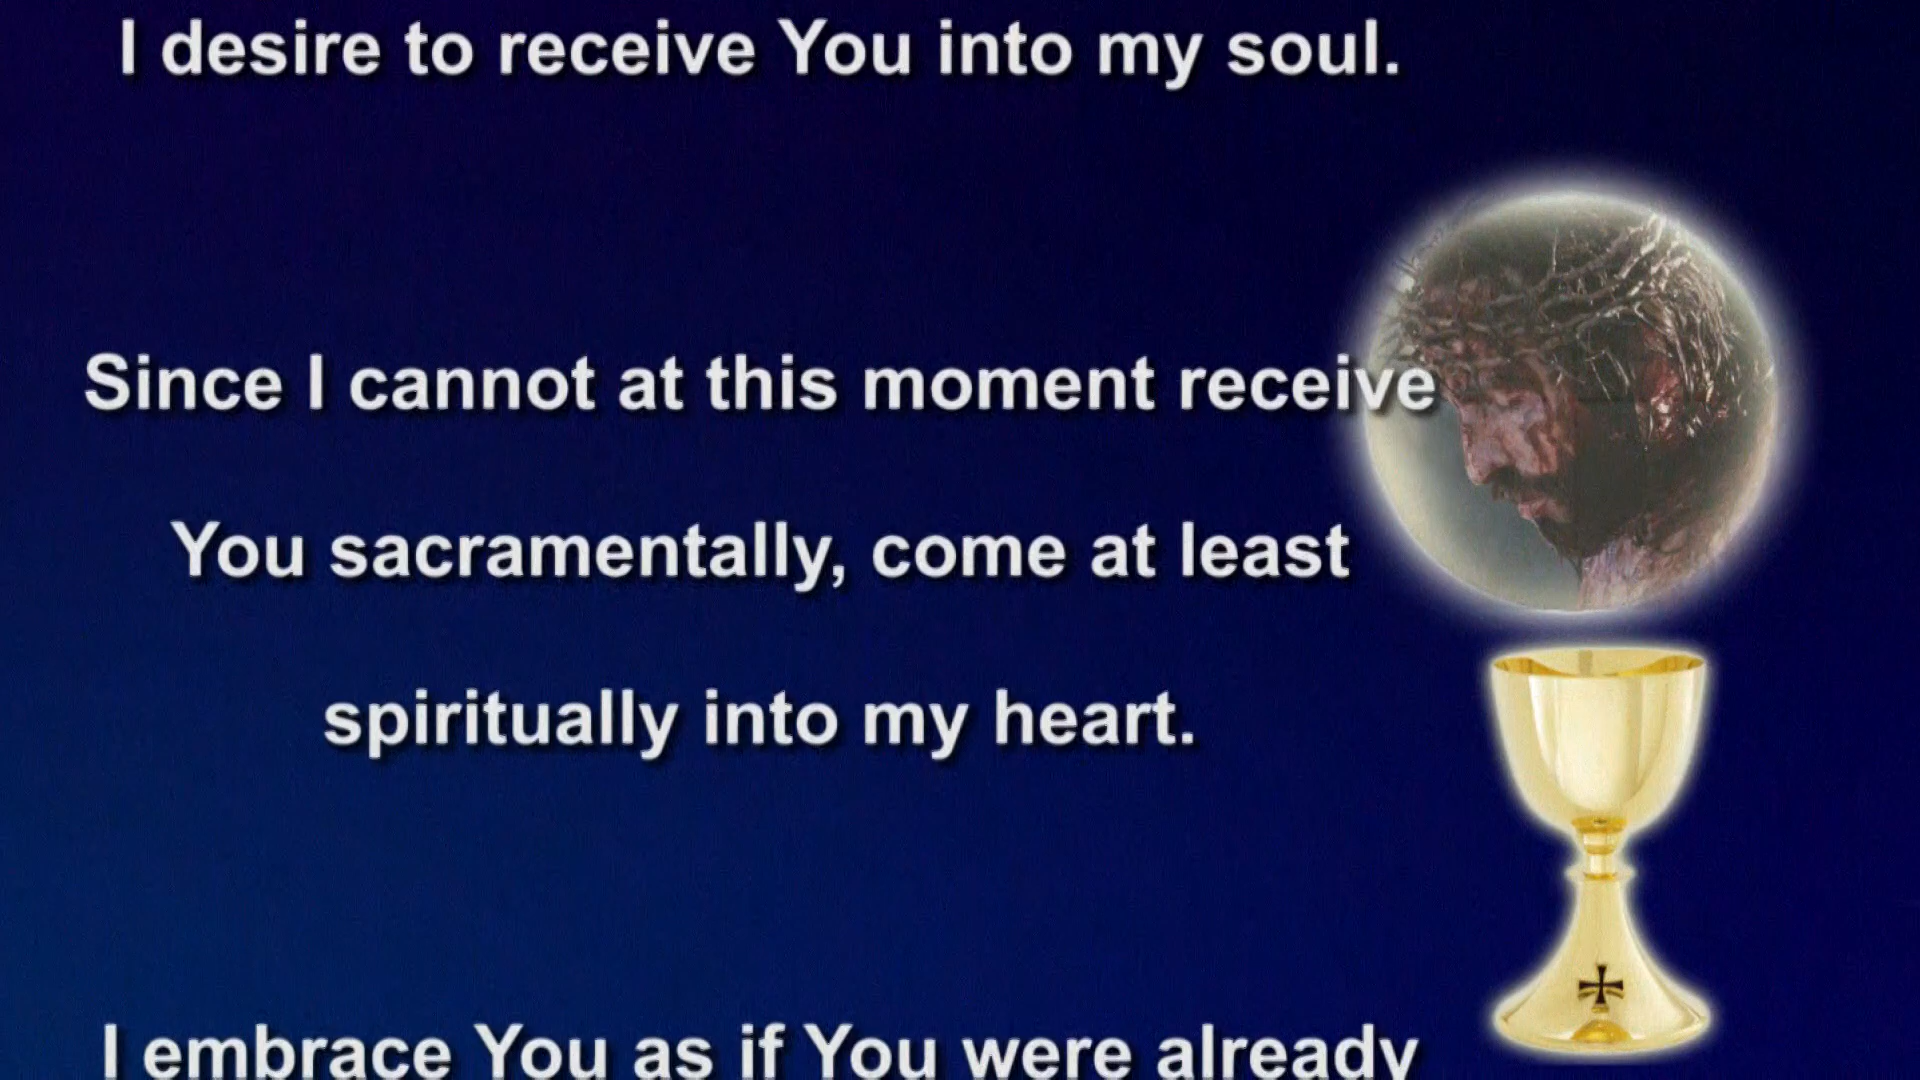 I desire to receive You into my soul.
Since I cannot at this moment receive
You sacramentally, come at least
spiritually into my heart.
I embrace You as if You were already